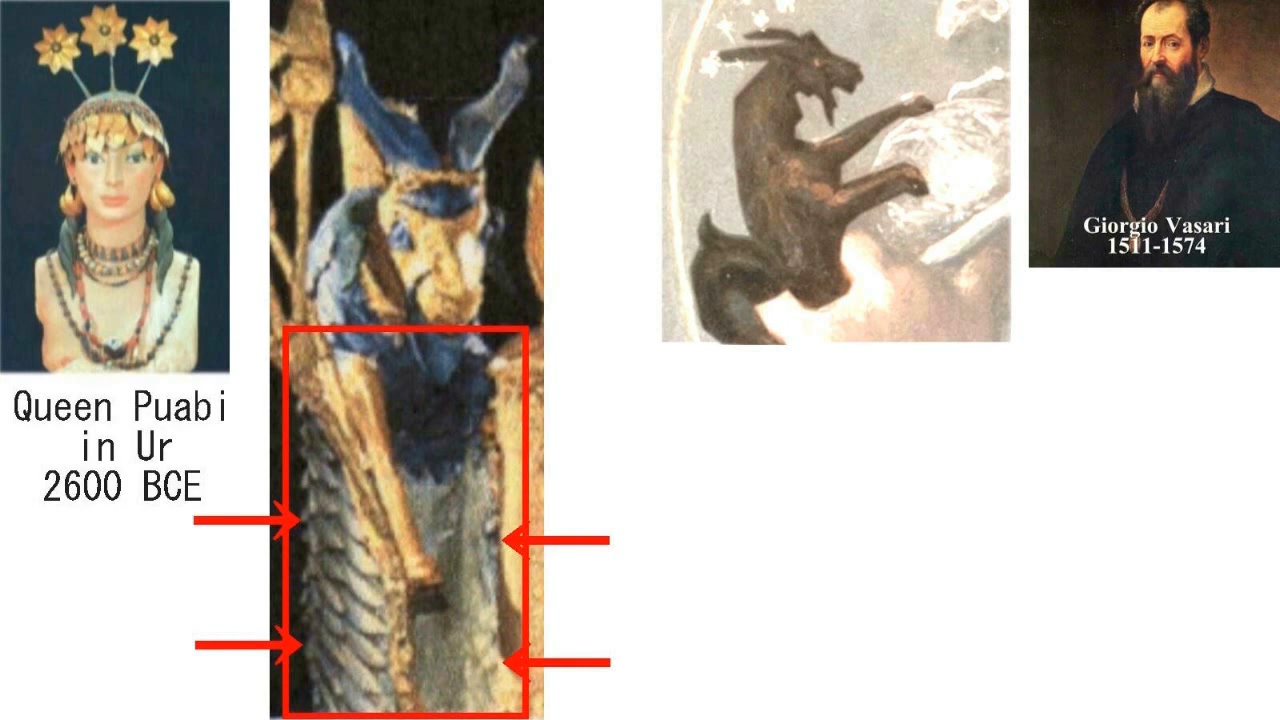 Queen Puabi
in Ur
2600 BCE
Giorgio Vasari
1511-1574